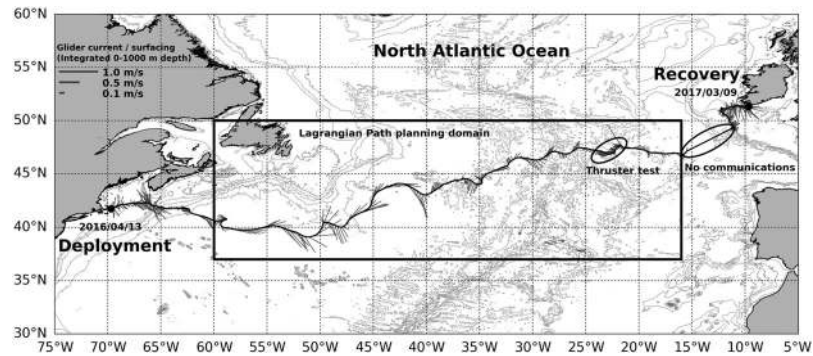 60°N
55°N
50°N
45°N
40°N
35°N
30°N
Glider current / surfacing
(Integrated 0-1000 m depth)
1.0 m/s
0.5 m/s
0.1 m/s
North Atlantic Ocean
Recovery
2017/03/09
Lagrangian Path planning domain
Thruster test
No communications
2016/04/13
Deployment
75°W 70°W 65°W 60°W 55°W 50°W 45°W 40°W 35°W 30°W 25°W 20°W 15°W 10°W 5°W